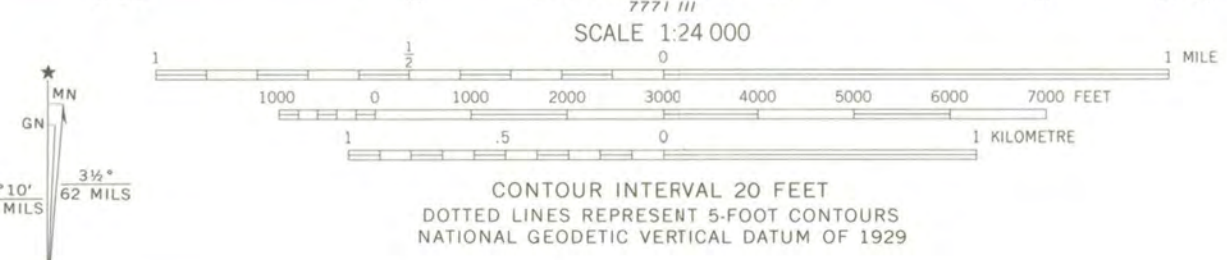 7771 III
SCALE 1:24 000
1 ½ 0 1 MILE
1000 0 1000 2000 3000 4000 5000 6000 7000 FEET
1 .5 0 1 KILOMETRE
MN
GN
3½°
62 MILS
°10'
MILS
CONTOUR INTERVAL 20 FEET
DOTTED LINES REPRESENT 5-FOOT CONTOURS
NATIONAL GEODETIC VERTICAL DATUM OF 1929